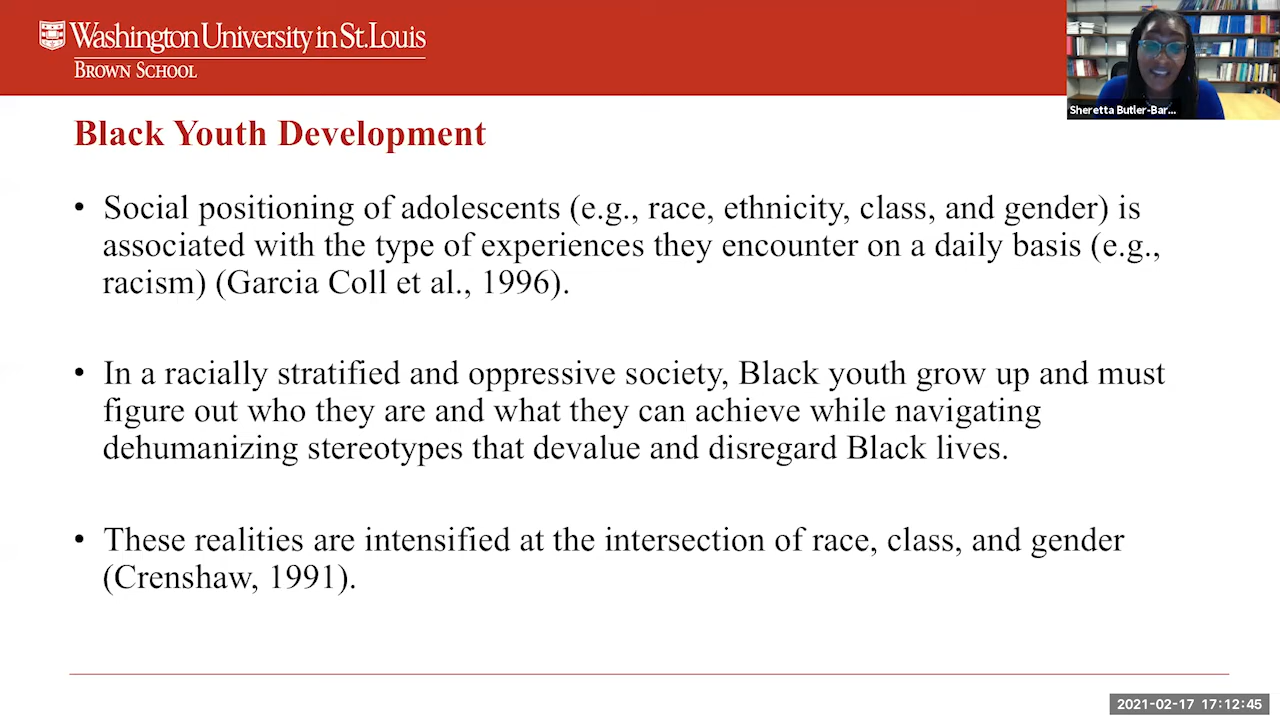 Washington University in St. Louis
BROWN SCHOOL
Sheretta Butler-Bar...
Black Youth Development
• Social positioning of adolescents (e.g., race, ethnicity, class, and gender) is
associated with the type of experiences they encounter on a daily basis (e.g.,
racism) (Garcia Coll et al., 1996).
• In a racially stratified and oppressive society, Black youth grow up and must
figure out who they are and what they can achieve while navigating
dehumanizing stereotypes that devalue and disregard Black lives.
• These realities are intensified at the intersection of race, class, and gender
(Crenshaw, 1991).
2021-02-17 17:12:45